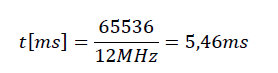 t[ms] = 65536 / 12MHz = 5,46ms